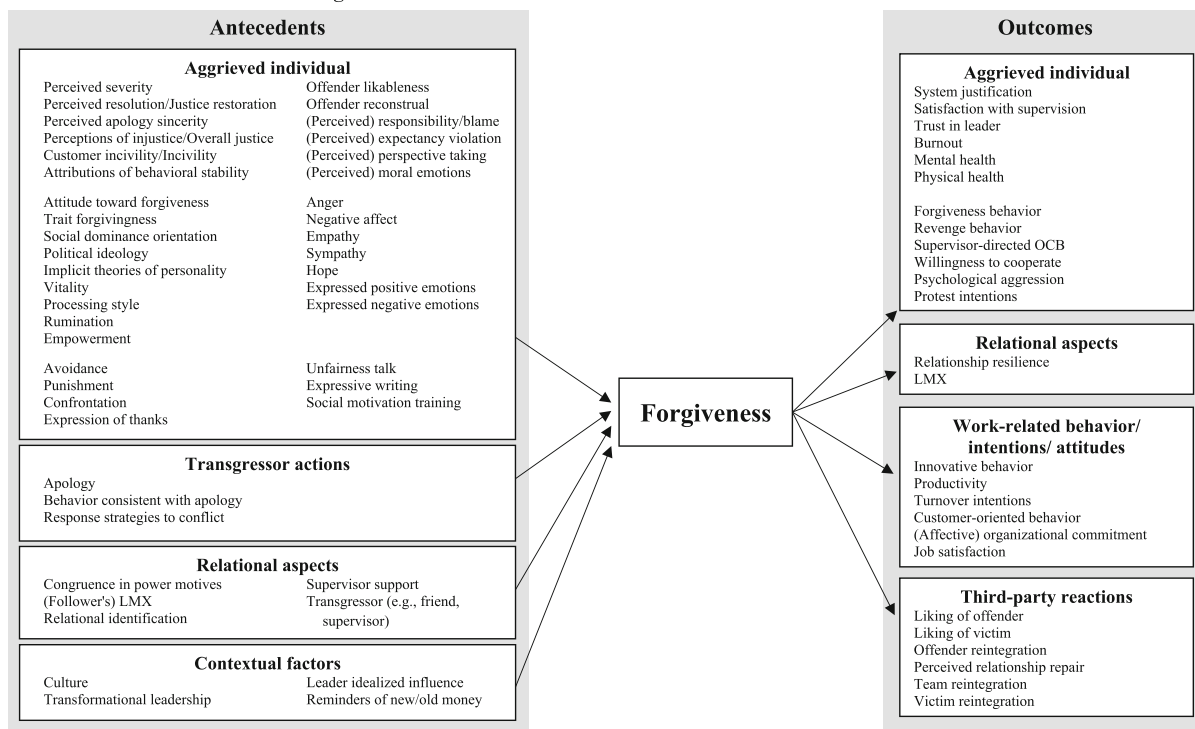 Antecedents
Aggrieved individual
Perceived severity
Perceived resolution/Justice restoration
Perceived apology sincerity
Perceptions of injustice/Overall justice
Customer incivility/Incivility
Attributions of behavioral stability
Offender likableness
Offender reconstrual
(Perceived) responsibility/blame
(Perceived) expectancy violation
(Perceived) perspective taking
(Perceived) moral emotions
Attitude toward forgiveness
Trait forgivingness
Social dominance orientation
Political ideology
Implicit theories of personality
Vitality
Processing style
Rumination
Empowerment
Anger
Negative affect
Empathy
Sympathy
Hope
Expressed positive emotions
Expressed negative emotions
Avoidance
Punishment
Confrontation
Expression of thanks
Unfairness talk
Expressive writing
Social motivation training
Transgressor actions
Apology
Behavior consistent with apology
Response strategies to conflict
Relational aspects
Congruence in power motives
(Follower's) LMX
Relational identification
Supervisor support
Transgressor (e.g., friend,
supervisor)
Contextual factors
Culture
Transformational leadership
Leader idealized influence
Reminders of new/old money
Forgiveness
Outcomes
Aggrieved individual
System justification
Satisfaction with supervision
Trust in leader
Burnout
Mental health
Physical health
Forgiveness behavior
Revenge behavior
Supervisor-directed OCB
Willingness to cooperate
Psychological aggression
Protest intentions
Relational aspects
Relationship resilience
LMX
Work-related behavior/
intentions/ attitudes
Innovative behavior
Productivity
Turnover intentions
Customer-oriented behavior
(Affective) organizational commitment
Job satisfaction
Third-party reactions
Liking of offender
Liking of victim
Offender reintegration
Perceived relationship repair
Team reintegration
Victim reintegration